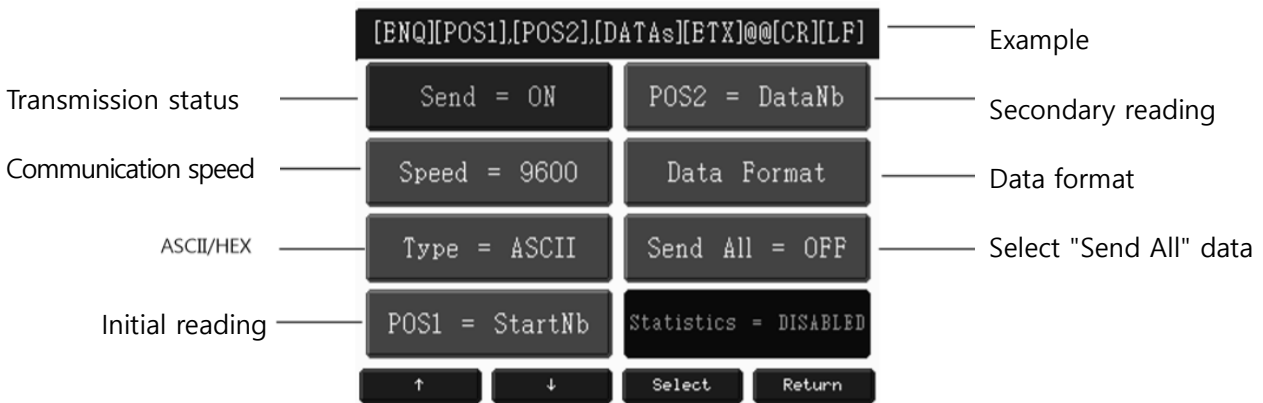 [ENQ][POS1],[POS2],[DATAs][ETX]@@[CR][LF]
Example
Transmission status
Send = ON
POS2 = DataNb
Secondary reading
Communication speed
Speed = 9600
Data Format
Data format
ASCII/HEX
Type = ASCII
Send All = OFF
Select "Send All" data
Initial reading
POS1 = StartNb
Statistics = DISABLED
↑
↓
Select
Return